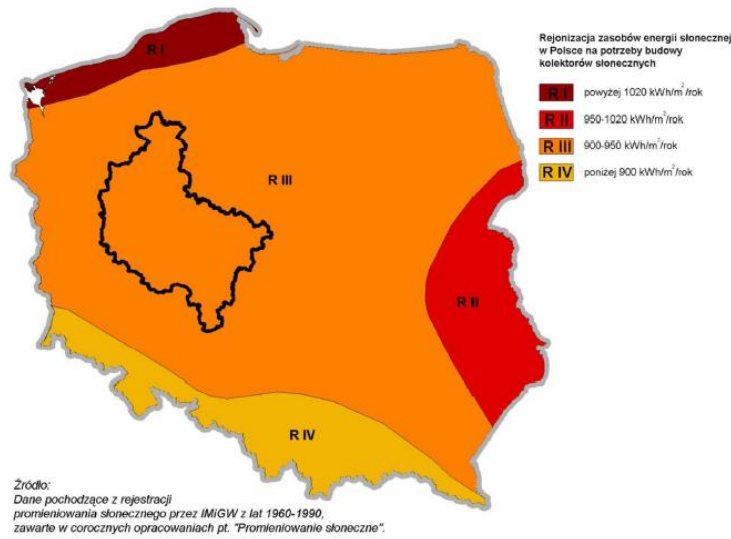 Rejonizacja zasobów energii słonecznej
w Polsce na potrzeby budowy
kolektorów słonecznych
R I powyżej 1020 kWh/m²/rok
R II 950-1020 kWh/m²/rok
R III 900-950 kWh/m²/rok
R IV poniżej 900 kWh/m²/rok
R I
R III
R II
R IV
Źródło:
Dane pochodzące z rejestracji
promieniowania słonecznego przez IMiGW z lat 1960-1990,
zawarte w corocznych opracowaniach pt. "Promieniowanie słoneczne".